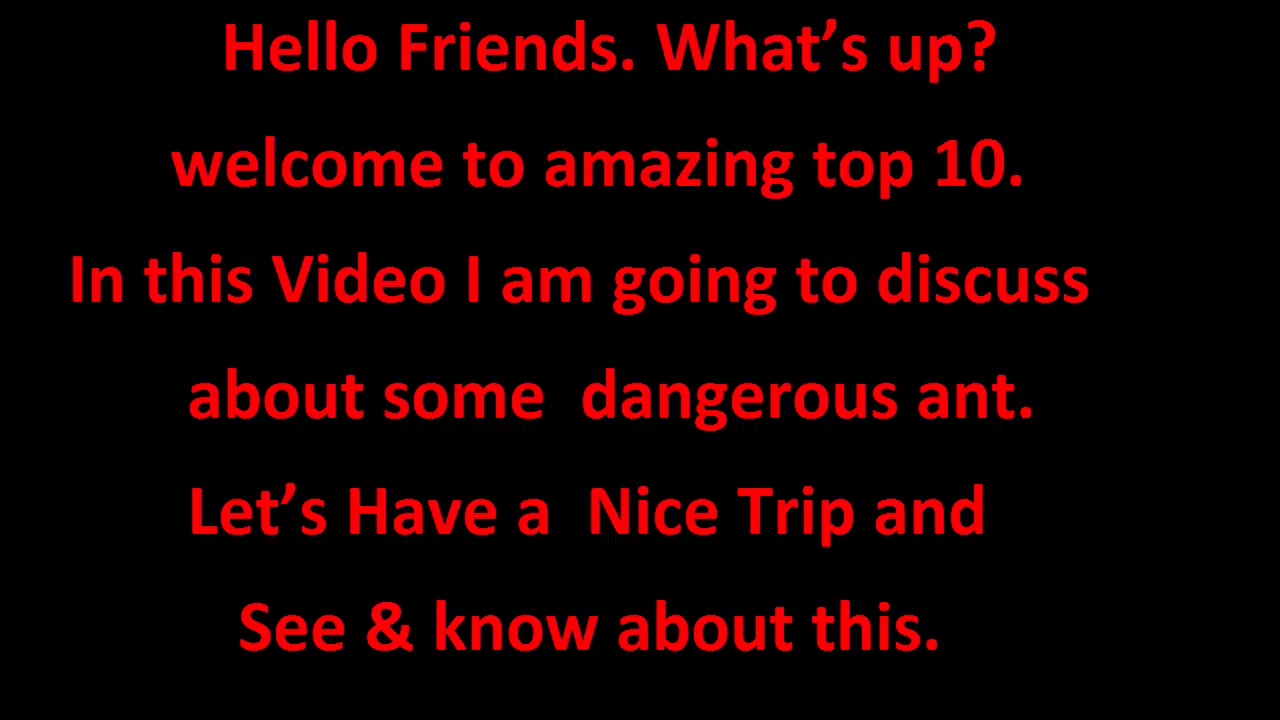 Hello Friends. What’s up?
welcome to amazing top 10.
In this Video I am going to discuss
about some  dangerous ant.
Let’s Have a  Nice Trip and
See & know about this.